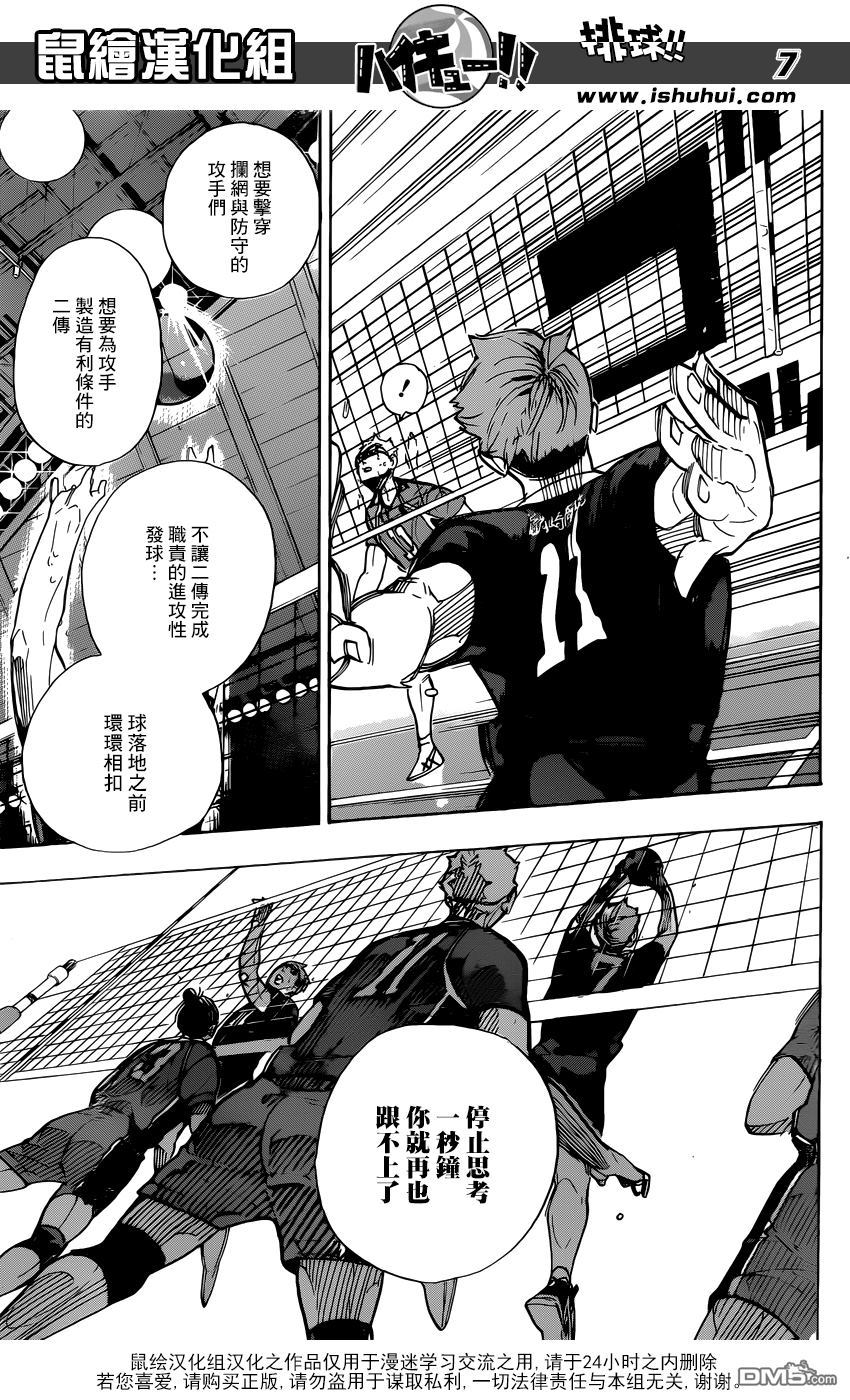 鼠繪漢化組
ハイキュー!!
排球!!
7
www.ishuhui.com
!
11
想要擊穿
攔網與防守的
攻手們
想要為攻手
製造有利條件的
二傳
不讓二傳完成
職責的進攻性
發球…
球落地之前
環環相扣
11
7
停止思考
一秒鐘
你就再也
跟不上了
鼠绘汉化组汉化之作品仅用于漫迷学习交流之用, 请于24小时之内删除
若您喜爱, 请购买正版, 请勿盗用于谋取私利, 一切法律责任与本组无关, 谢谢。
DM5.com